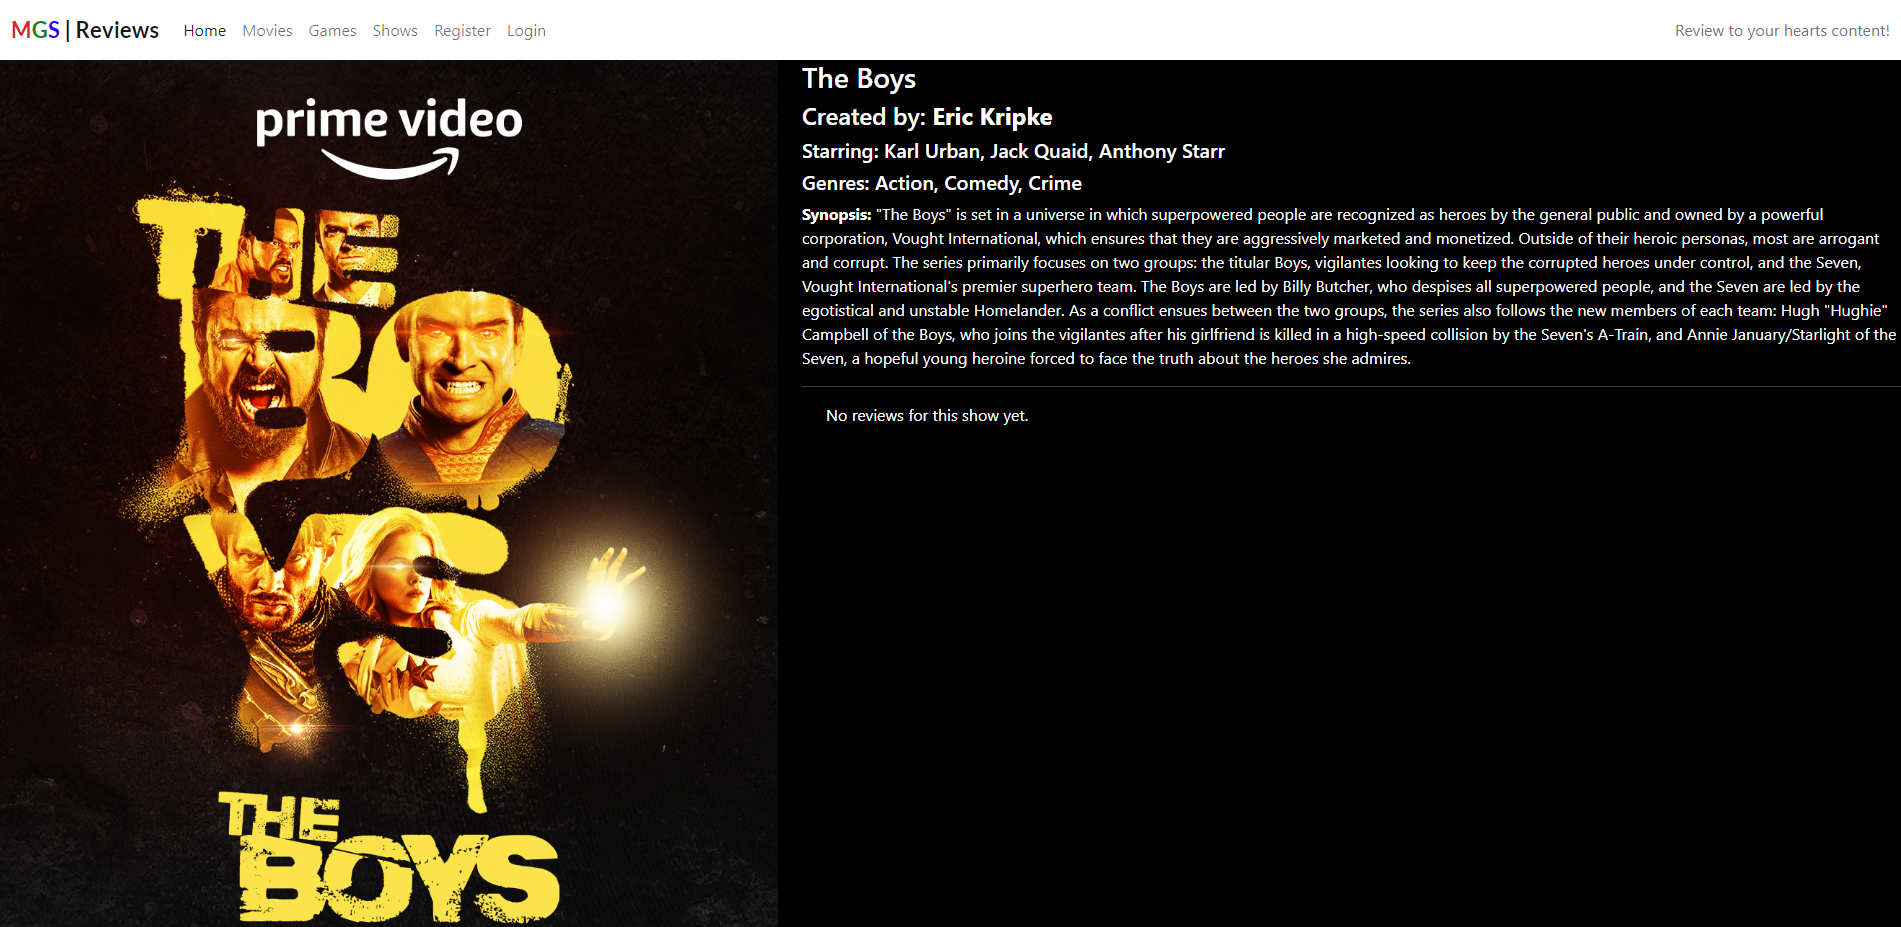 MGS | Reviews Home Movies Games Shows Register Login Review to your hearts content!
prime video
THE
BOYS
THE
BOYS
The Boys
Created by: Eric Kripke
Starring: Karl Urban, Jack Quaid, Anthony Starr
Genres: Action, Comedy, Crime
Synopsis: "The Boys" is set in a universe in which superpowered people are recognized as heroes by the general public and owned by a powerful
corporation, Vought International, which ensures that they are aggressively marketed and monetized. Outside of their heroic personas, most are arrogant
and corrupt. The series primarily focuses on two groups: the titular Boys, vigilantes looking to keep the corrupted heroes under control, and the Seven,
Vought International's premier superhero team. The Boys are led by Billy Butcher, who despises all superpowered people, and the Seven are led by the
egotistical and unstable Homelander. As a conflict ensues between the two groups, the series also follows the new members of each team: Hugh "Hughie"
Campbell of the Boys, who joins the vigilantes after his girlfriend is killed in a high-speed collision by the Seven's A-Train, and Annie January/Starlight of the
Seven, a hopeful young heroine forced to face the truth about the heroes she admires.
No reviews for this show yet.